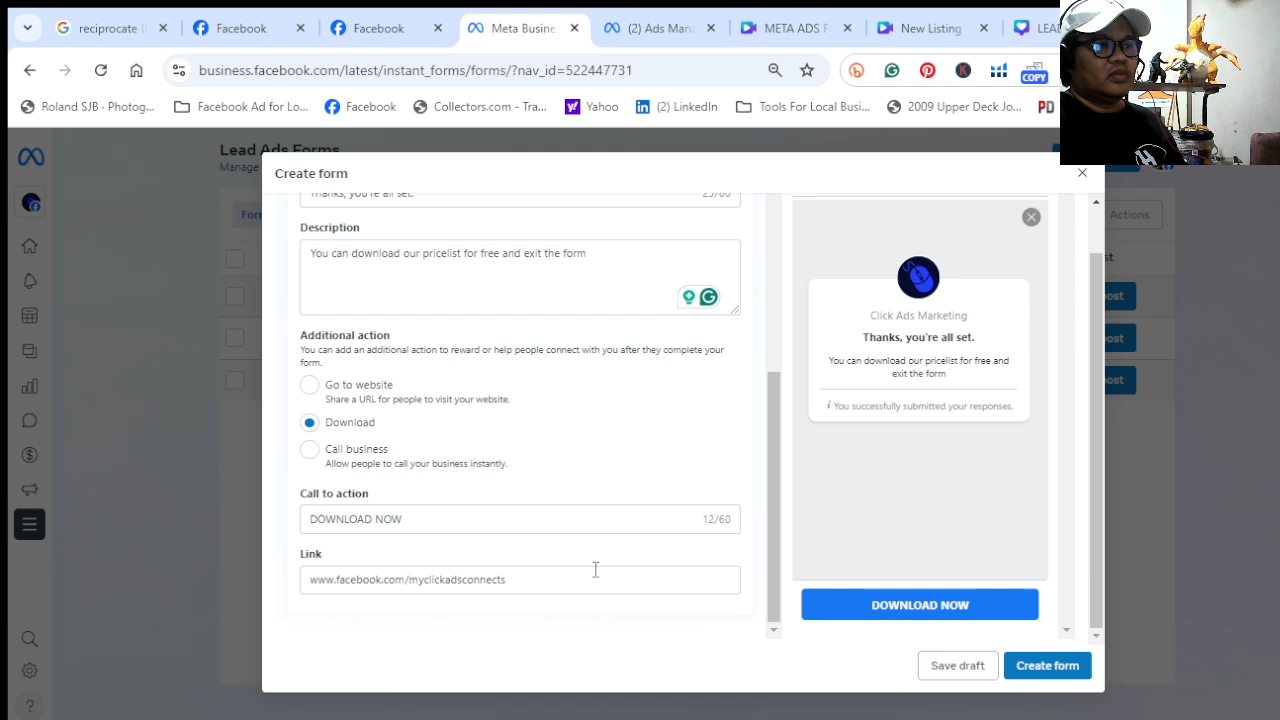 reciprocate
Facebook
Facebook
Meta Busine
(2) Ads Man
META ADS F
New Listing
LEAD
business.facebook.com/latest/instant_forms/forms/?nav_id=522447731
COPY
Roland SJB · Photog...
Facebook Ad for Lo...
Facebook
Collectors.com - Tra...
Yahoo
(2) LinkedIn
Tools For Local Busi...
2009 Upper Deck Jo...
PD
Lead Ads Forms
Manage
Create form
Form
Actions
Thanks, you're all set.
23/60
Description
You can download our pricelist for free and exit the form
Additional action
You can add an additional action to reward or help people connect with you after they complete your
form.
Go to website
Share a URL for people to visit your website.
Download
Call business
Allow people to call your business instantly.
Call to action
DOWNLOAD NOW
12/60
Link
www.facebook.com/myclickadsconnects
Click Ads Marketing
Thanks, you're all set.
You can download our pricelist for free and
exit the form
You successfully submitted your responses.
DOWNLOAD NOW
Save draft
Create form